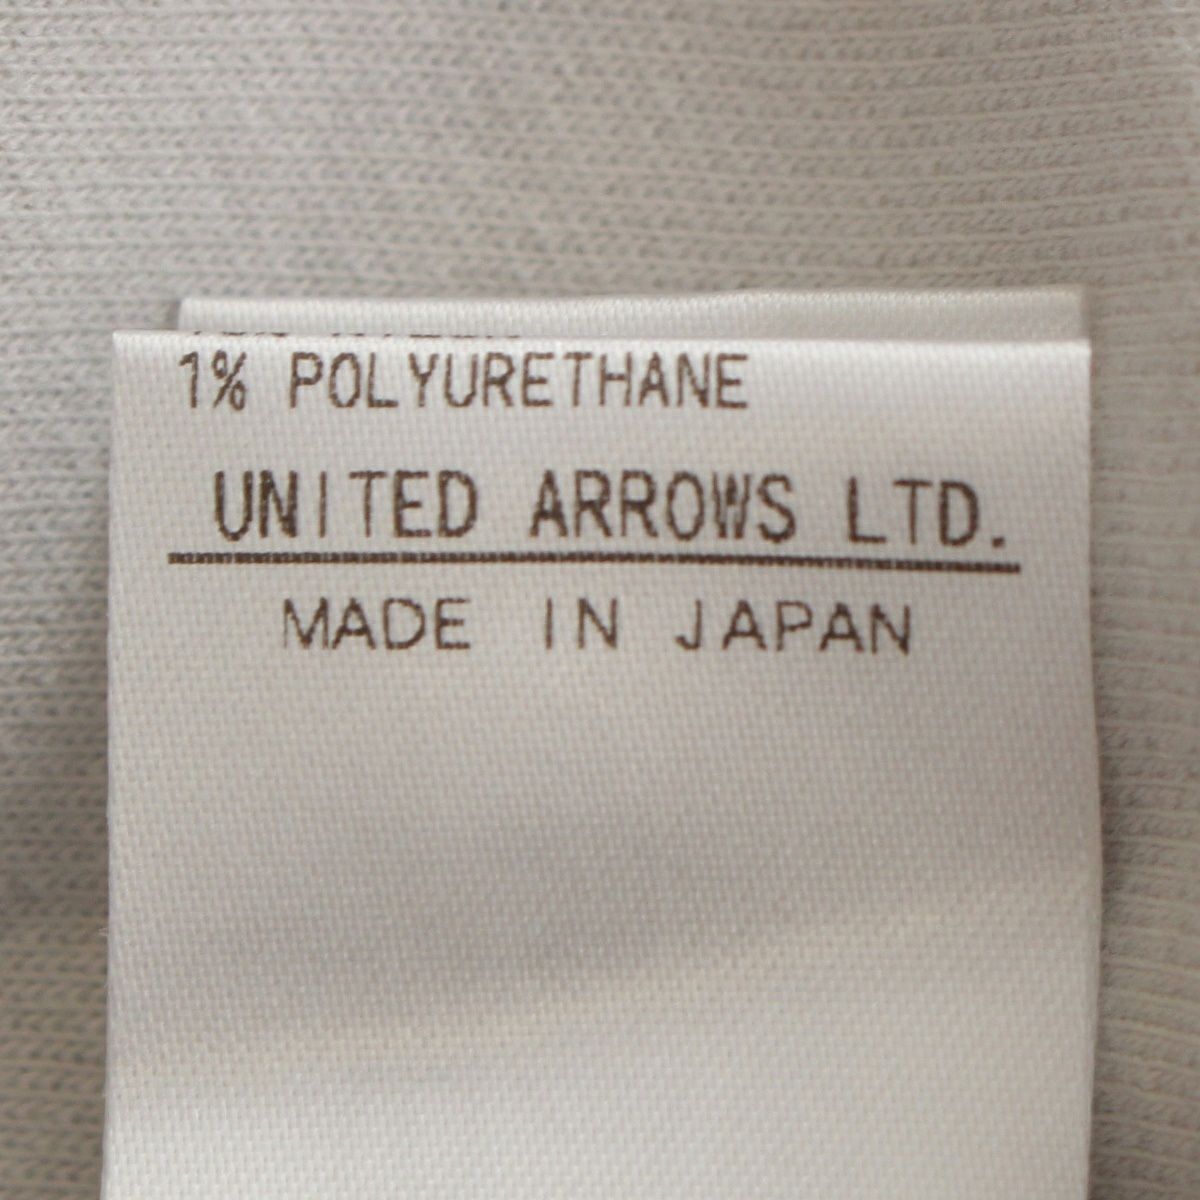 1% POLYURETHANE
UNITED ARROWS LTD.
MADE IN JAPAN